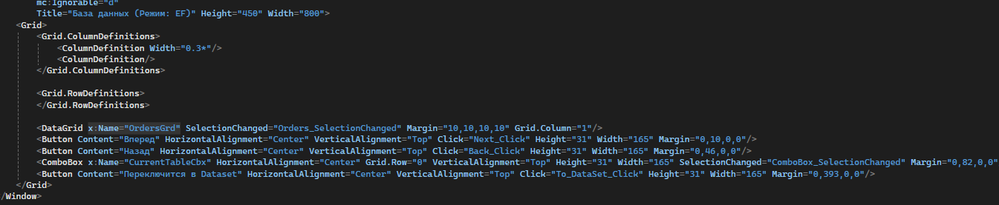 mc:Ignorable="d"
Title="База данных (Режим: EF)" Height="450" Width="800">
<Grid>
<Grid.ColumnDefinitions>
<ColumnDefinition Width="0.3*"/>
<ColumnDefinition/>
</Grid.ColumnDefinitions>
<Grid.RowDefinitions>
</Grid.RowDefinitions>
<DataGrid x:Name="OrdersGrd" SelectionChanged="Orders_SelectionChanged" Margin="10,10,10,10" Grid.Column="1"/>
<Button Content="Вперед" HorizontalAlignment="Center" VerticalAlignment="Top" Click="Next_Click" Height="31" Width="165" Margin="0,10,0,0"/>
<Button Content="Назад" HorizontalAlignment="Center" VerticalAlignment="Top" Click="Back_Click" Height="31" Width="165" Margin="0,46,0,0"/>
<ComboBox x:Name="CurrentTableCbx" HorizontalAlignment="Center" Grid.Row="0" VerticalAlignment="Top" Height="31" Width="165" SelectionChanged="ComboBox_SelectionChanged" Margin="0,82,0,0"
<Button Content="Переключится в Dataset" HorizontalAlignment="Center" VerticalAlignment="Top" Click="To_DataSet_Click" Height="31" Width="165" Margin="0,393,0,0"/>
</Grid>
/Window>